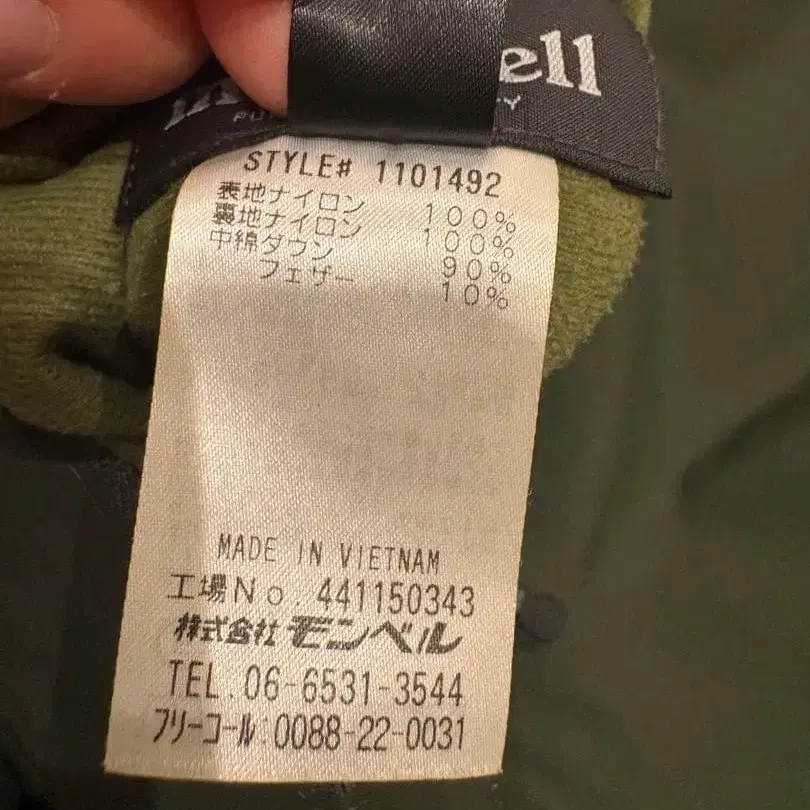 ell
STYLE# 1101492
表地ナイロン 100%
裏地ナイロン 100%
中綿ダウン 90%
フェザー 10%
MADE IN VIETNAM
工場No. 441150343
株式会社モンベル
TEL.06-6531-3544
フリーコール:0088-22-0031